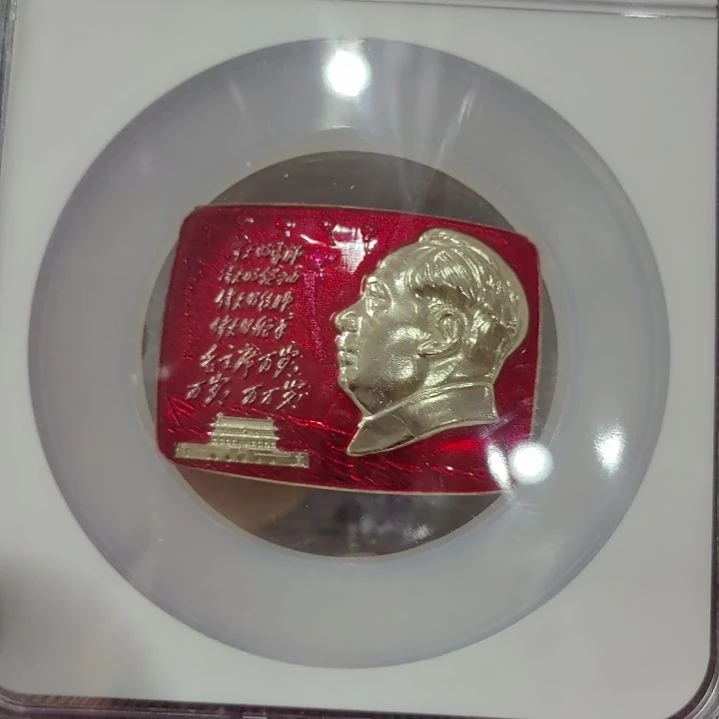 伟大的导师
伟大的领袖
伟大的统帅
伟大的舵手
毛主席万岁,
万岁, 万万岁!